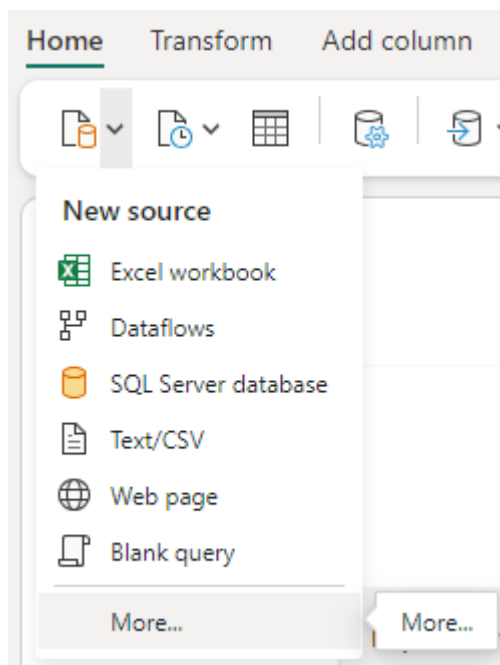 Home Transform Add column
New source
Excel workbook
Dataflows
SQL Server database
Text/CSV
Web page
Blank query
More... More...